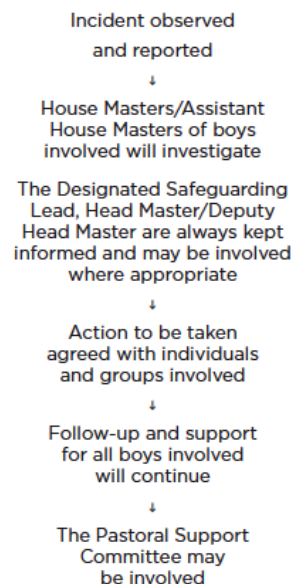 Incident observed
and reported
↓
House Masters/Assistant
House Masters of boys
involved will investigate
The Designated Safeguarding
Lead, Head Master/Deputy
Head Master are always kept
informed and may be involved
where appropriate
↓
Action to be taken
agreed with individuals
and groups involved
↓
Follow-up and support
for all boys involved
will continue
↓
The Pastoral Support
Committee may
be involved